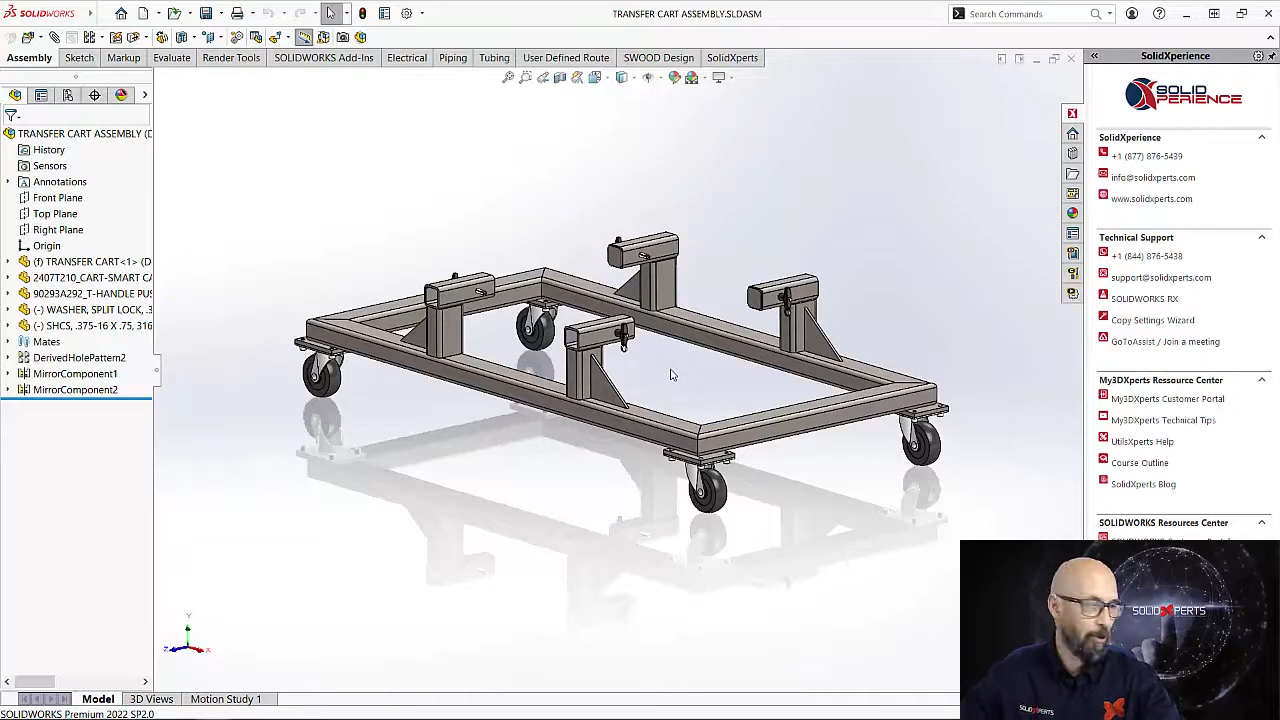 SOLIDWORKS
TRANSFER CART ASSEMBLY.SLDASM
Search Commands
Assembly
Sketch
Markup
Evaluate
Render Tools
SOLIDWORKS Add-Ins
Electrical
Piping
Tubing
User Defined Route
SWOOD Design
SolidXperts
SolidXperience
SOLID
XPERIENCE
TRANSFER CART ASSEMBLY (D
History
Sensors
Annotations
Front Plane
Top Plane
Right Plane
Origin
(f) TRANSFER CART<1> (D
2407T210_CART-SMART CA
90293A292_T-HANDLE PUS
(-) WASHER, SPLIT LOCK, .3
(-) SHCS, .375-16 X .75, 316
Mates
DerivedHolePattern2
MirrorComponent1
MirrorComponent2
SolidXperience
+1 (877) 876-5439
info@solidxperts.com
www.solidxperts.com
Technical Support
+1 (844) 876-5438
support@solidxperts.com
SOLIDWORKS RX
Copy Settings Wizard
GoToAssist / Join a meeting
My3DXperts Ressource Center
My3DXperts Customer Portal
My3DXperts Technical Tips
UtilsXperts Help
Course Outline
SolidXperts Blog
SOLIDWORKS Resources Center
Y
Z
X
SOLIDXPERTS
SOLIDXPERTS
Model
3D Views
Motion Study 1
SOLIDWORKS Premium 2022 SP2.0